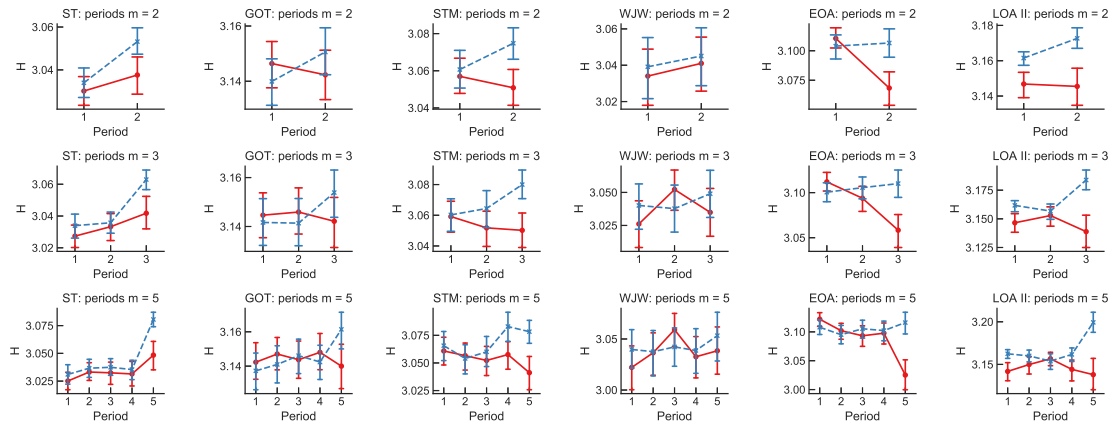 ST: periods m = 2
GOT: periods m = 2
STM: periods m = 2
WJW: periods m = 2
EOA: periods m = 2
LOA II: periods m = 2
H
3.06
3.04
1 2
Period
H
3.16
3.14
1 2
Period
H
3.08
3.06
3.04
1 2
Period
H
3.06
3.04
3.02
1 2
Period
H
3.100
3.075
1 2
Period
H
3.18
3.16
3.14
1 2
Period
ST: periods m = 3
GOT: periods m = 3
STM: periods m = 3
WJW: periods m = 3
EOA: periods m = 3
LOA II: periods m = 3
H
3.06
3.04
3.02
1 2 3
Period
H
3.16
3.14
1 2 3
Period
H
3.08
3.06
3.04
1 2 3
Period
H
3.050
3.025
1 2 3
Period
H
3.10
3.05
1 2 3
Period
H
3.175
3.150
3.125
1 2 3
Period
ST: periods m = 5
GOT: periods m = 5
STM: periods m = 5
WJW: periods m = 5
EOA: periods m = 5
LOA II: periods m = 5
H
3.075
3.050
3.025
1 2 3 4 5
Period
H
3.16
3.14
1 2 3 4 5
Period
H
3.100
3.075
3.050
3.025
1 2 3 4 5
Period
H
3.05
3.00
1 2 3 4 5
Period
H
3.10
3.05
3.00
1 2 3 4 5
Period
H
3.20
3.15
1 2 3 4 5
Period